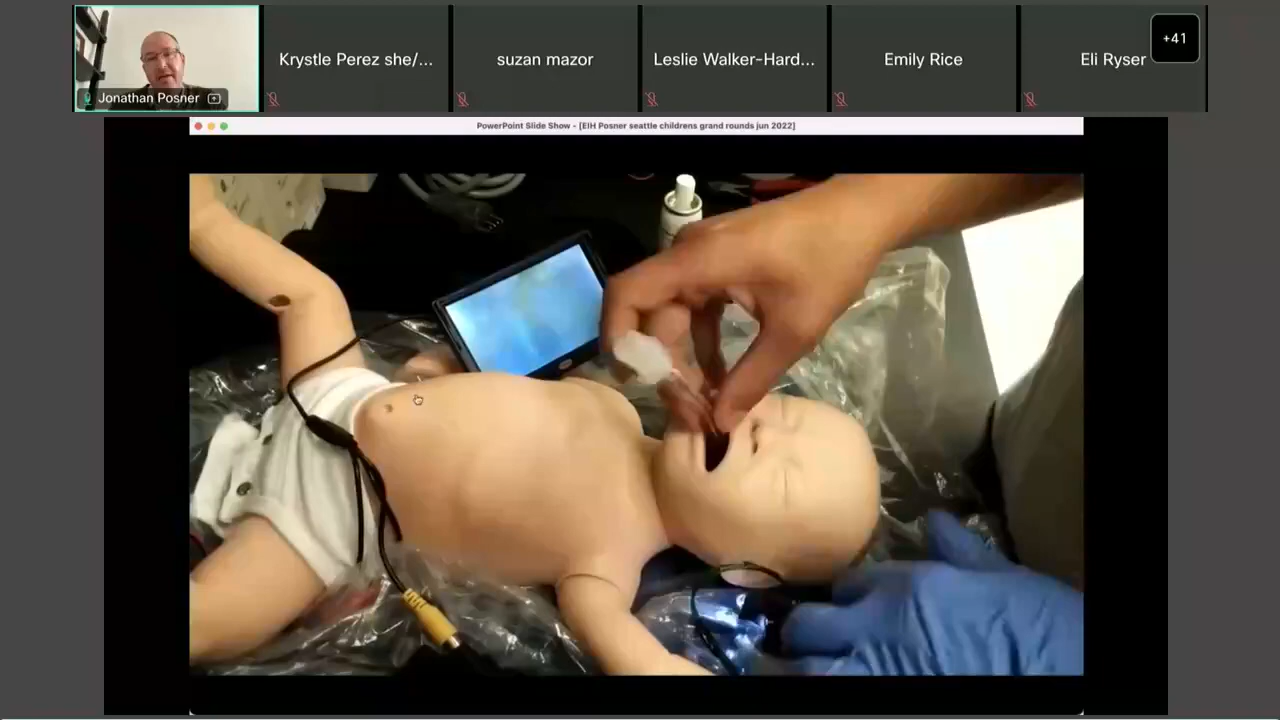 Jonathan Posner
Krystle Perez she/...
suzan mazor
Leslie Walker-Hard...
Emily Rice
Eli Ryser
+41
PowerPoint Slide Show - [EIH Posner seattle childrens grand rounds jun 2022]